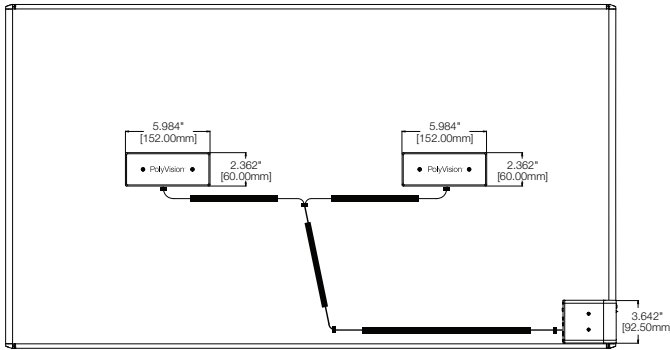 5.984"
[152.00mm]
5.984"
[152.00mm]
PolyVision
2.362"
[60.00mm]
PolyVision
2.362"
[60.00mm]
3.642"
[92.50mm]